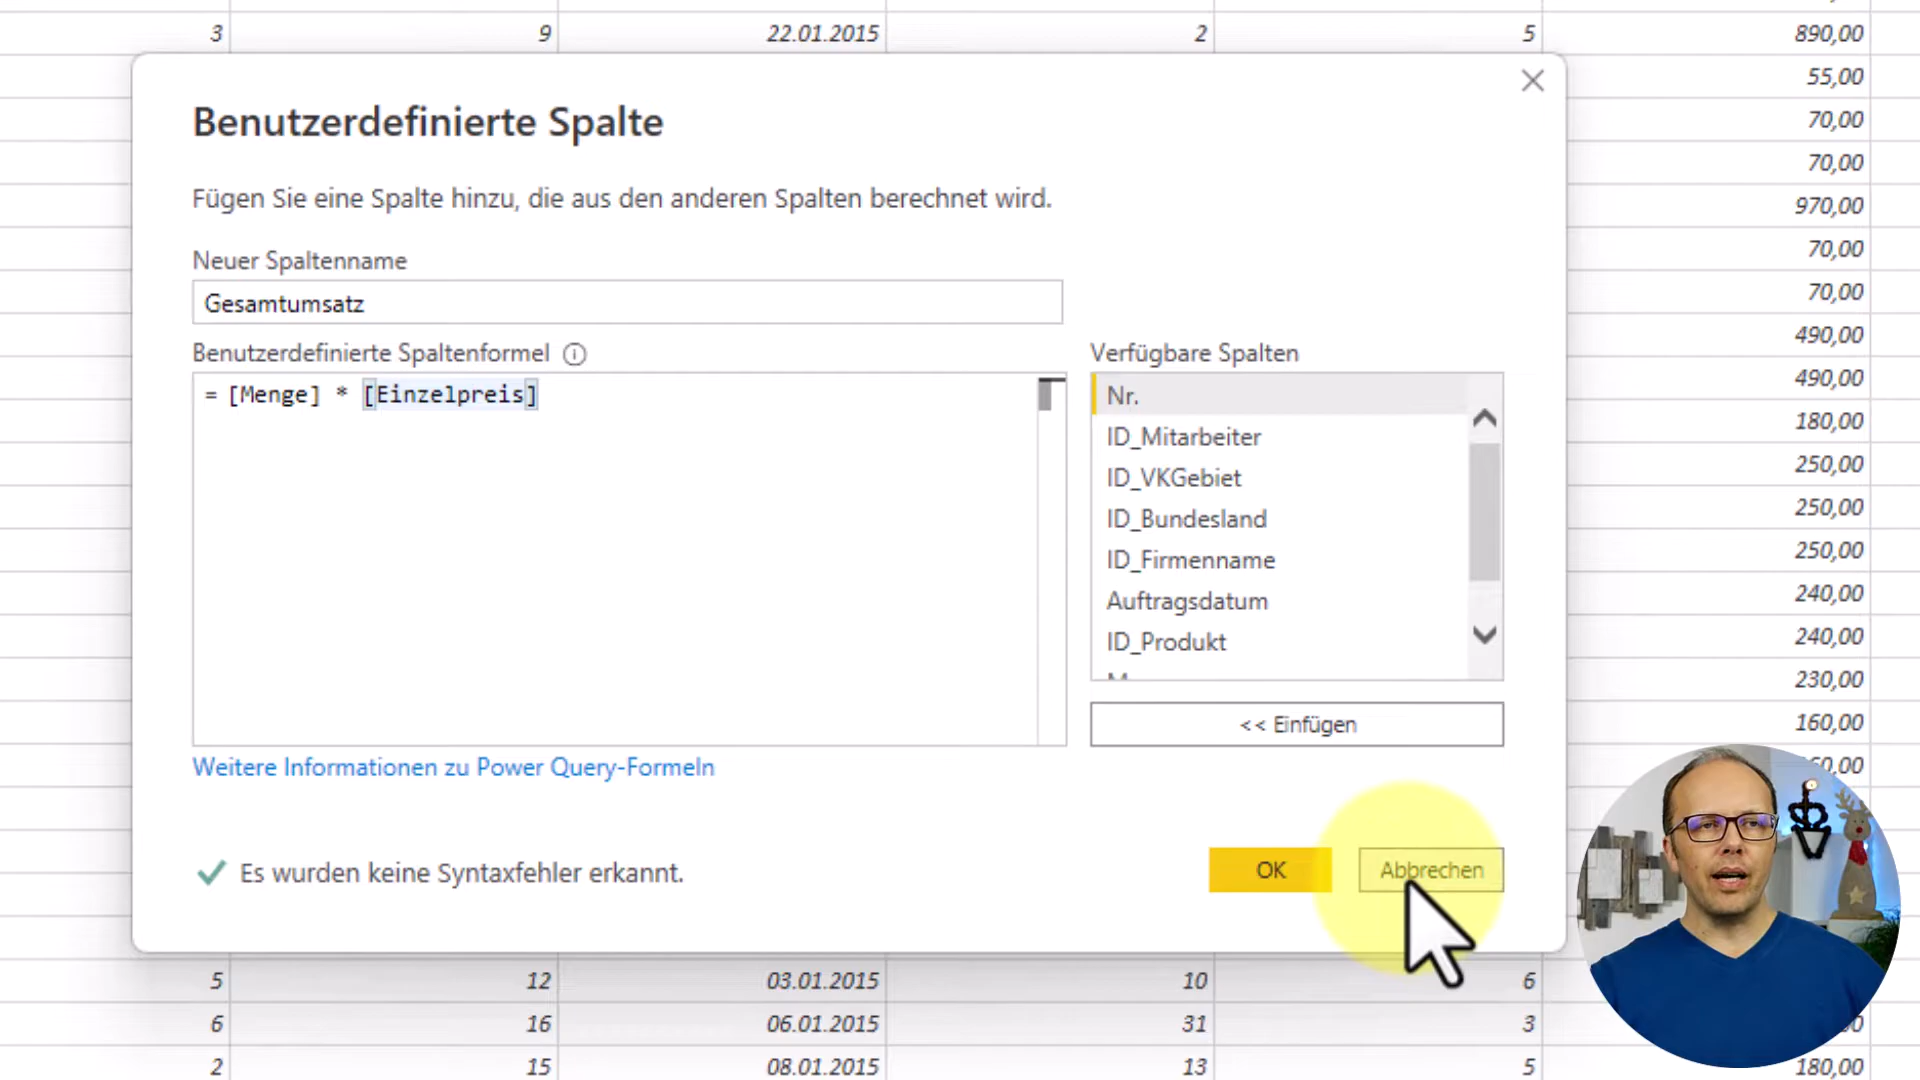 3 9 22.01.2015 2 5 890,00
55,00
70,00
70,00
970,00
70,00
70,00
490,00
490,00
180,00
250,00
250,00
250,00
240,00
240,00
230,00
160,00
Benutzerdefinierte Spalte
Fügen Sie eine Spalte hinzu, die aus den anderen Spalten berechnet wird.
Neuer Spaltenname
Gesamtumsatz
Benutzerdefinierte Spaltenformel
= [Menge] * [Einzelpreis]
Verfügbare Spalten
Nr.
ID_Mitarbeiter
ID_VKGebiet
ID_Bundesland
ID_Firmenname
Auftragsdatum
ID_Produkt
<< Einfügen
Weitere Informationen zu Power Query-Formeln
Es wurden keine Syntaxfehler erkannt.
OK
Abbrechen
5 12 03.01.2015 10 6
6 16 06.01.2015 31 3
2 15 08.01.2015 13 5 180,00